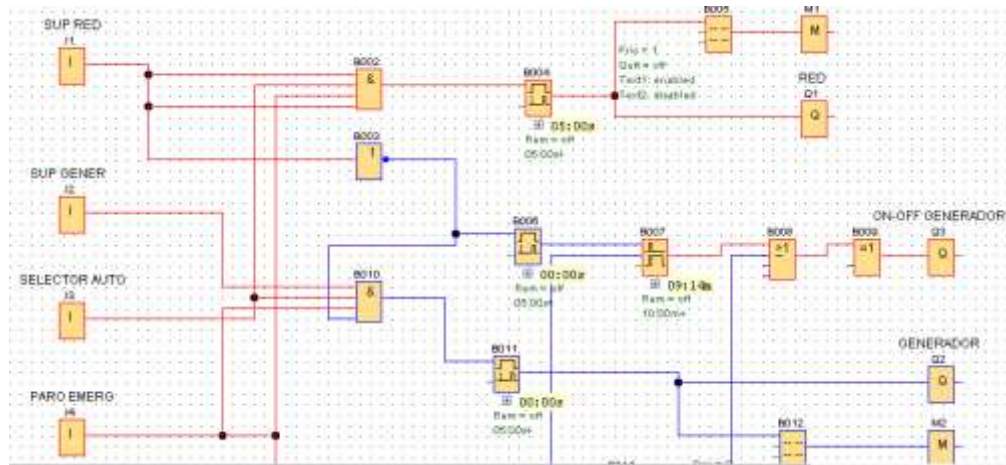 SUP RED
I1
I
B002
&
B003
1
B004
05:00s
Rem = off
05:00s+
B005
Prio = 1
Quit = off
Text1: enabled
Text2: disabled
M1
M
RED
Q1
Q
SUP GENER
I2
I
SELECTOR AUTO
I3
I
B010
&
B006
00:00s
Rem = off
05:00s+
B007
09:14m
Rem = off
10:00m+
B008
≥1
B009
=1
ON-OFF GENERADOR
Q3
Q
B011
00:00s
Rem = off
05:00s+
GENERADOR
Q2
Q
PARO EMERG
I4
I
B012
M2
M